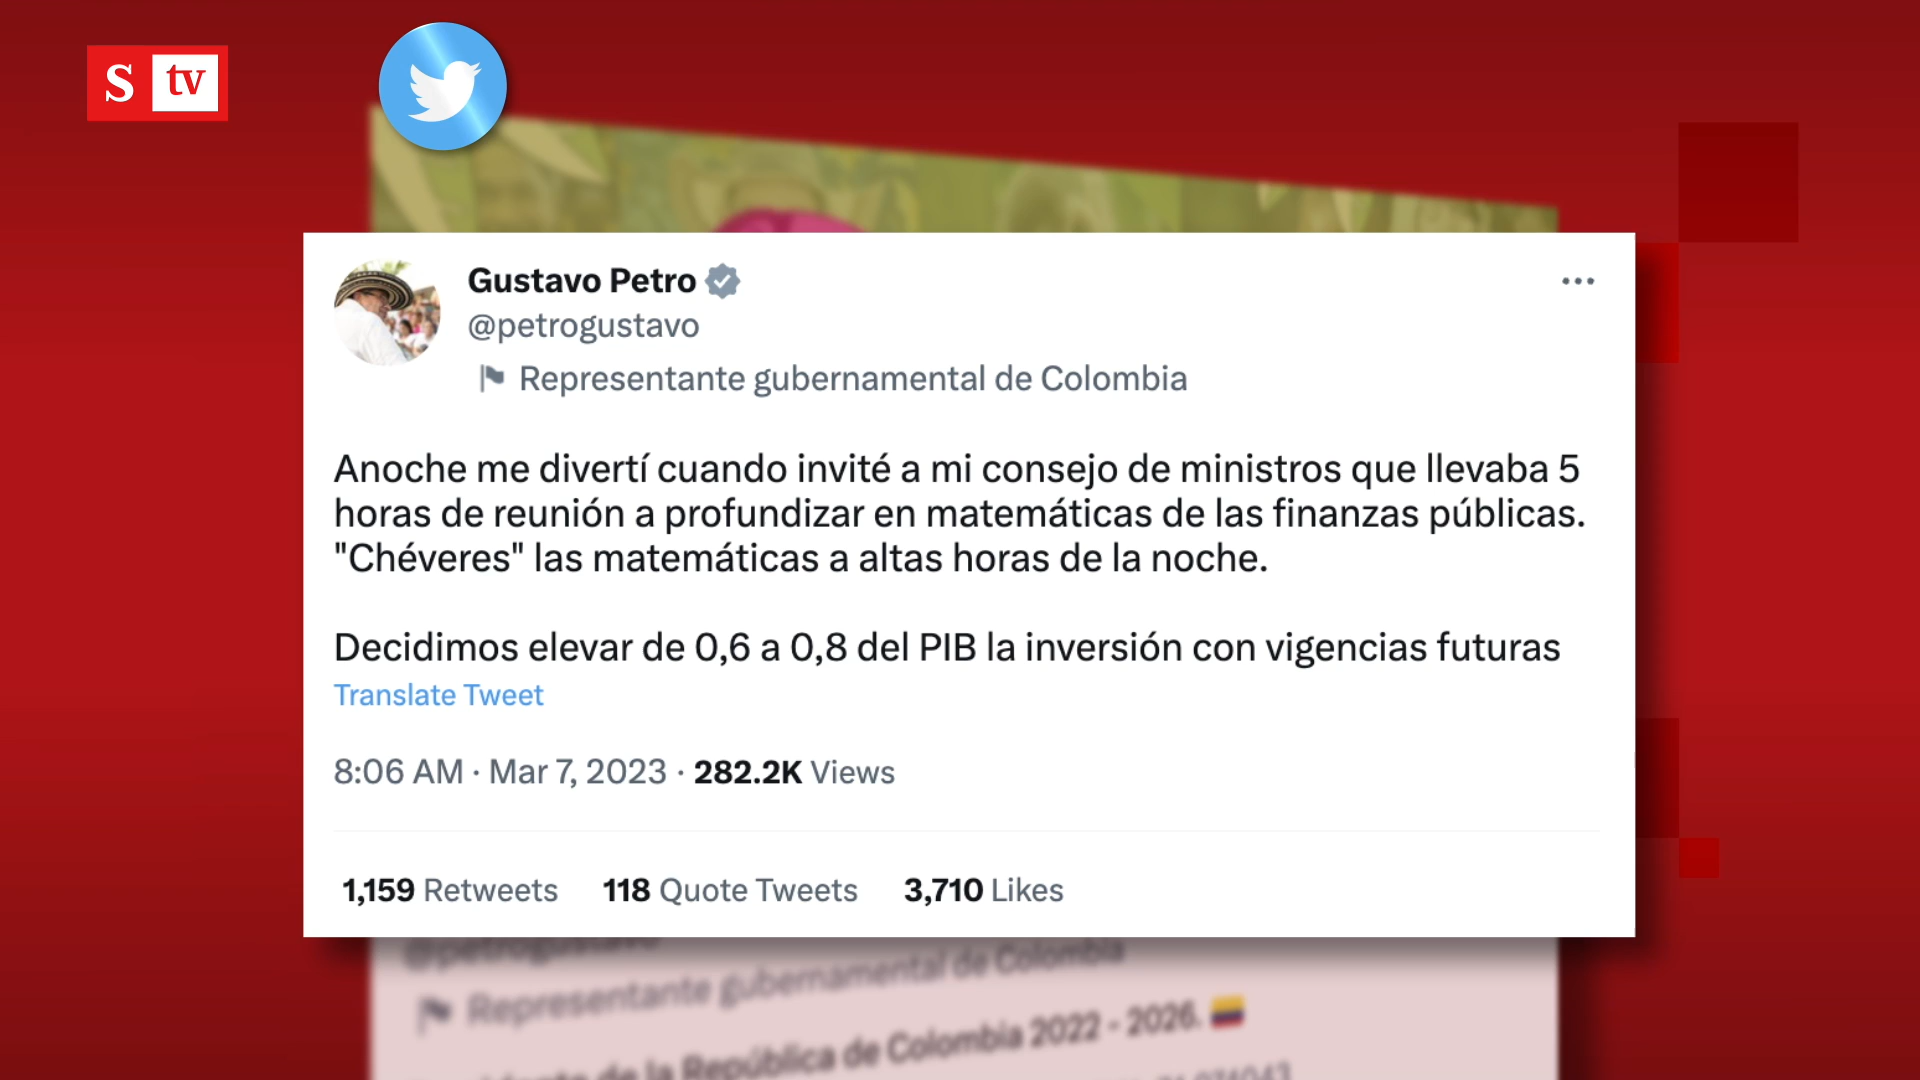 S tv
Gustavo Petro
@petrogustavo
Representante gubernamental de Colombia
Anoche me divertí cuando invité a mi consejo de ministros que llevaba 5
horas de reunión a profundizar en matemáticas de las finanzas públicas.
"Chéveres" las matemáticas a altas horas de la noche.
Decidimos elevar de 0,6 a 0,8 del PIB la inversión con vigencias futuras
Translate Tweet
8:06 AM · Mar 7, 2023 · 282.2K Views
1,159 Retweets 118 Quote Tweets 3,710 Likes
@petrogustavo
Representante gubernamental de Colombia
de la República de Colombia 2022 - 2026.